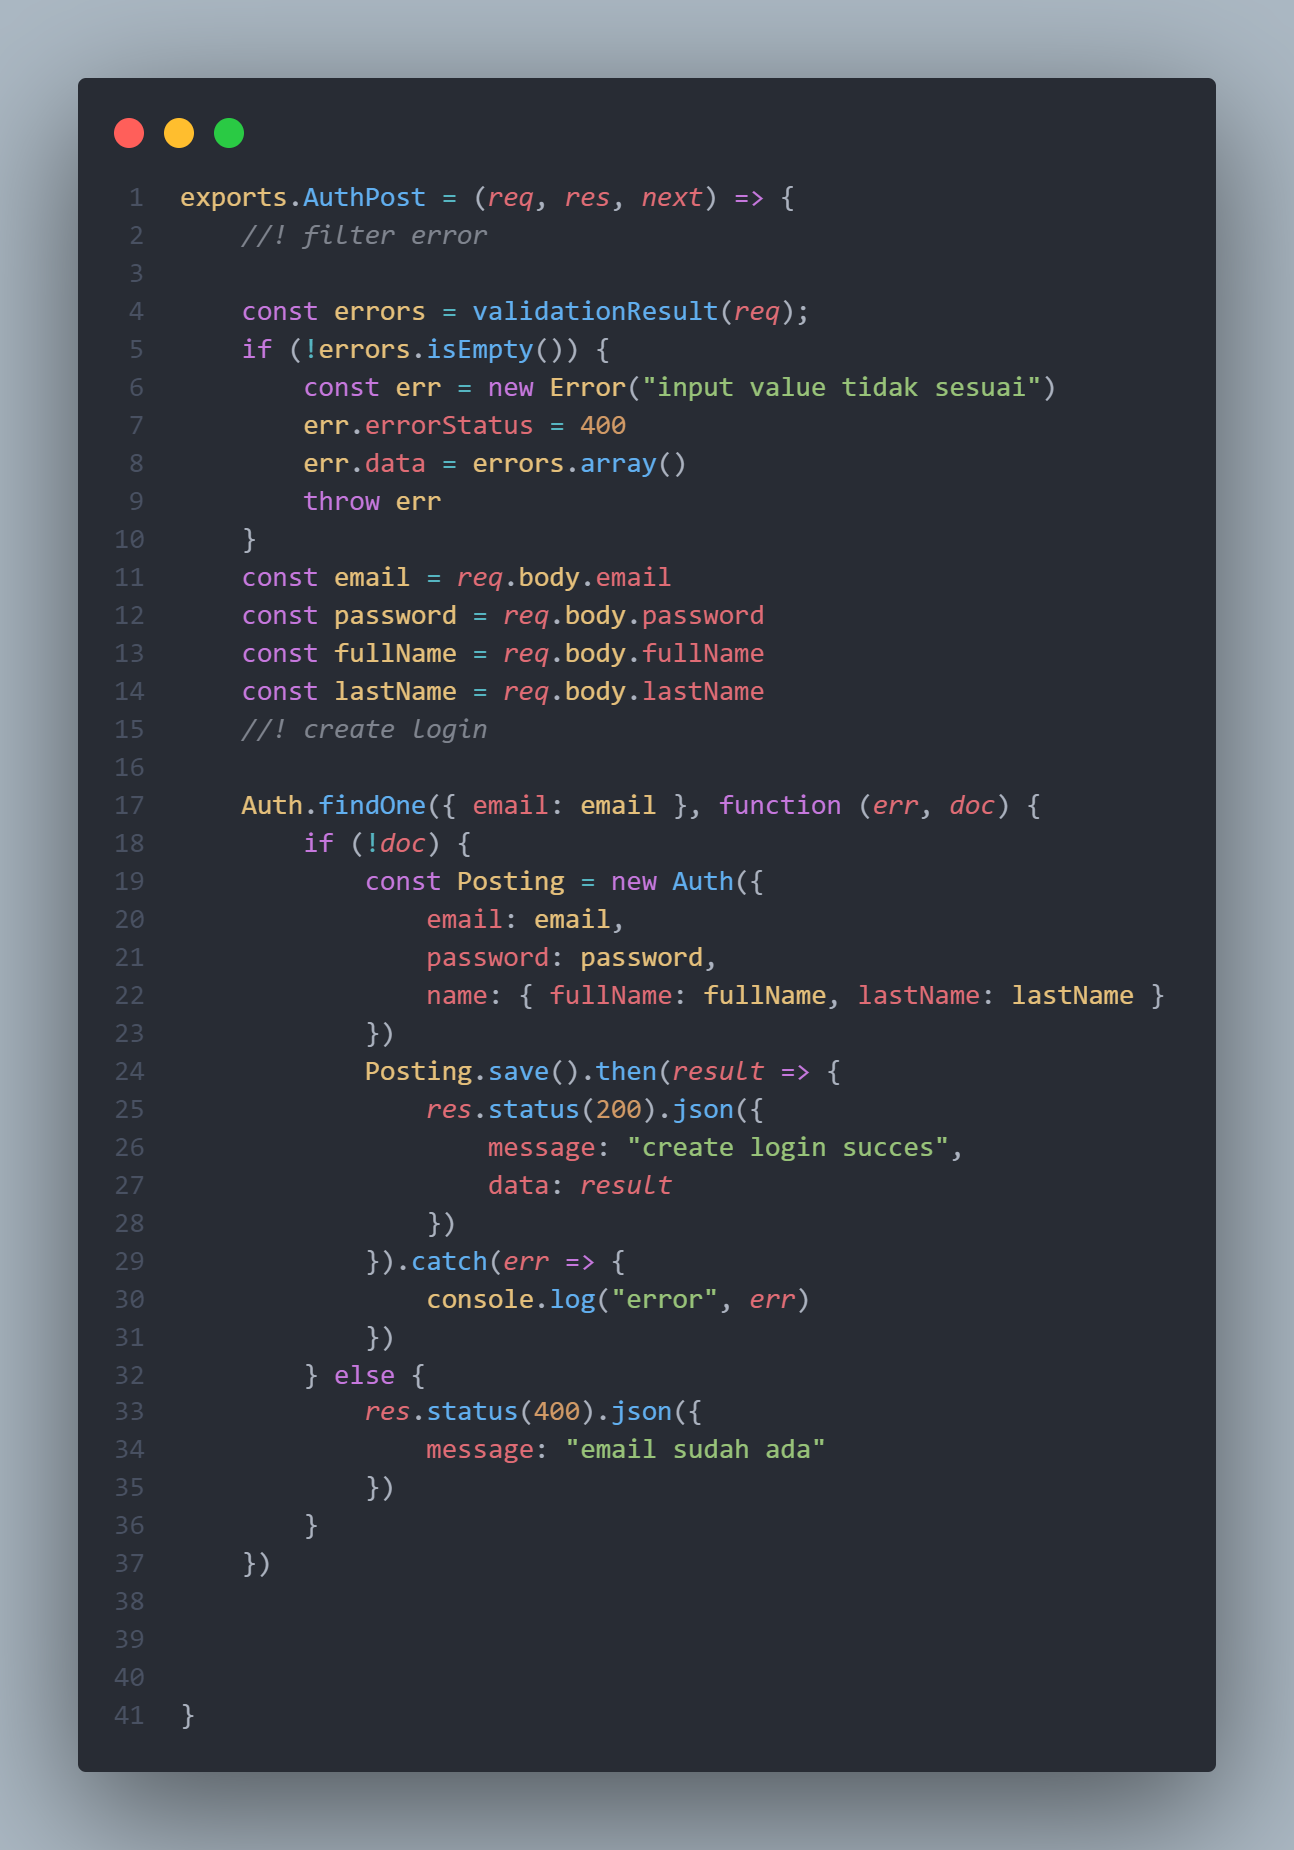 1 exports.AuthPost = (req, res, next) => {
2     //! filter error
3
4     const errors = validationResult(req);
5     if (!errors.isEmpty()) {
6         const err = new Error("input value tidak sesuai")
7         err.errorStatus = 400
8         err.data = errors.array()
9         throw err
10     }
11     const email = req.body.email
12     const password = req.body.password
13     const fullName = req.body.fullName
14     const lastName = req.body.lastName
15     //! create login
16
17     Auth.findOne({ email: email }, function (err, doc) {
18         if (!doc) {
19             const Posting = new Auth({
20                 email: email,
21                 password: password,
22                 name: { fullName: fullName, lastName: lastName }
23             })
24             Posting.save().then(result => {
25                 res.status(200).json({
26                     message: "create login succes",
27                     data: result
28                 })
29             }).catch(err => {
30                 console.log("error", err)
31             })
32         } else {
33             res.status(400).json({
34                 message: "email sudah ada"
35             })
36         }
37     })
38
39
40
41 }